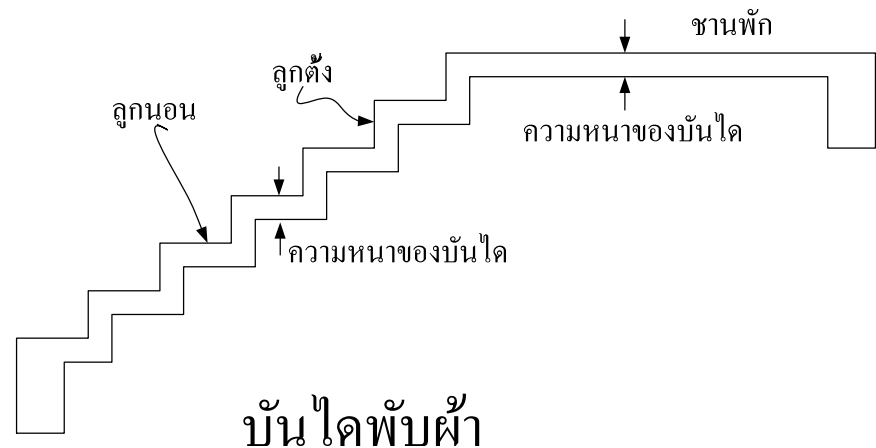 ชานพัก
ลูกตั้ง
ลูกนอน
ความหนาของบันได
ความหนาของบันได
บันไดพับผ้า